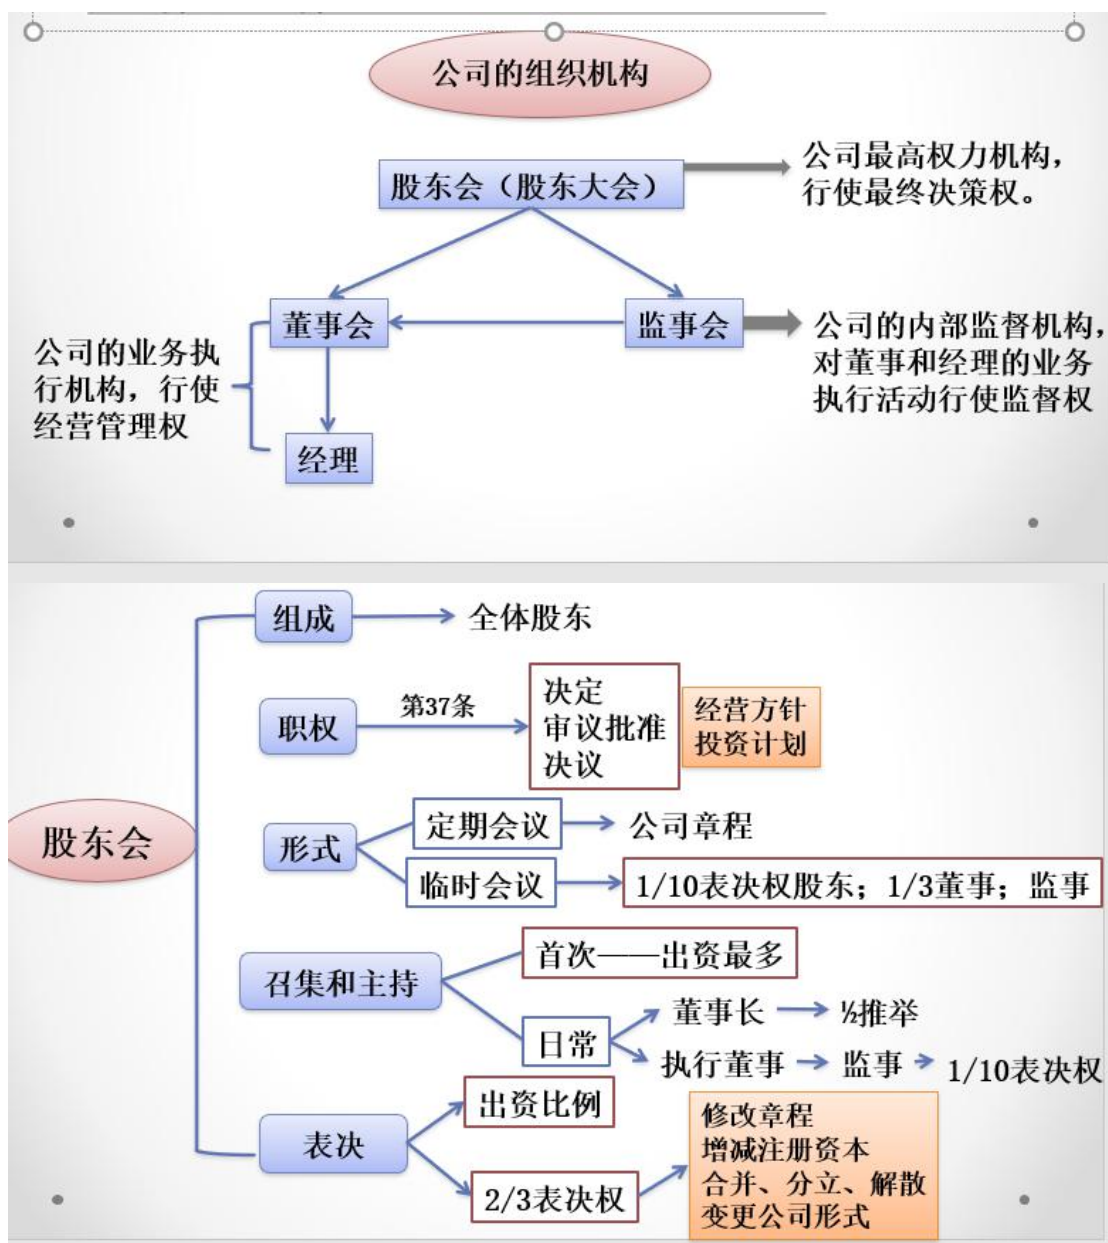 公司的组织机构
股东会（股东大会）
公司最高权力机构，
行使最终决策权。
董事会
监事会
公司的内部监督机构，
对董事和经理的业务
执行活动行使监督权
公司的业务执
行机构，行使
经营管理权
经理
股东会
组成
全体股东
职权
第37条
决定
审议批准
决议
经营方针
投资计划
形式
定期会议
公司章程
临时会议
1/10表决权股东；1/3董事；监事
召集和主持
首次——出资最多
日常
董事长
½推举
执行董事
监事
1/10表决权
表决
出资比例
2/3表决权
修改章程
增减注册资本
合并、分立、解散
变更公司形式